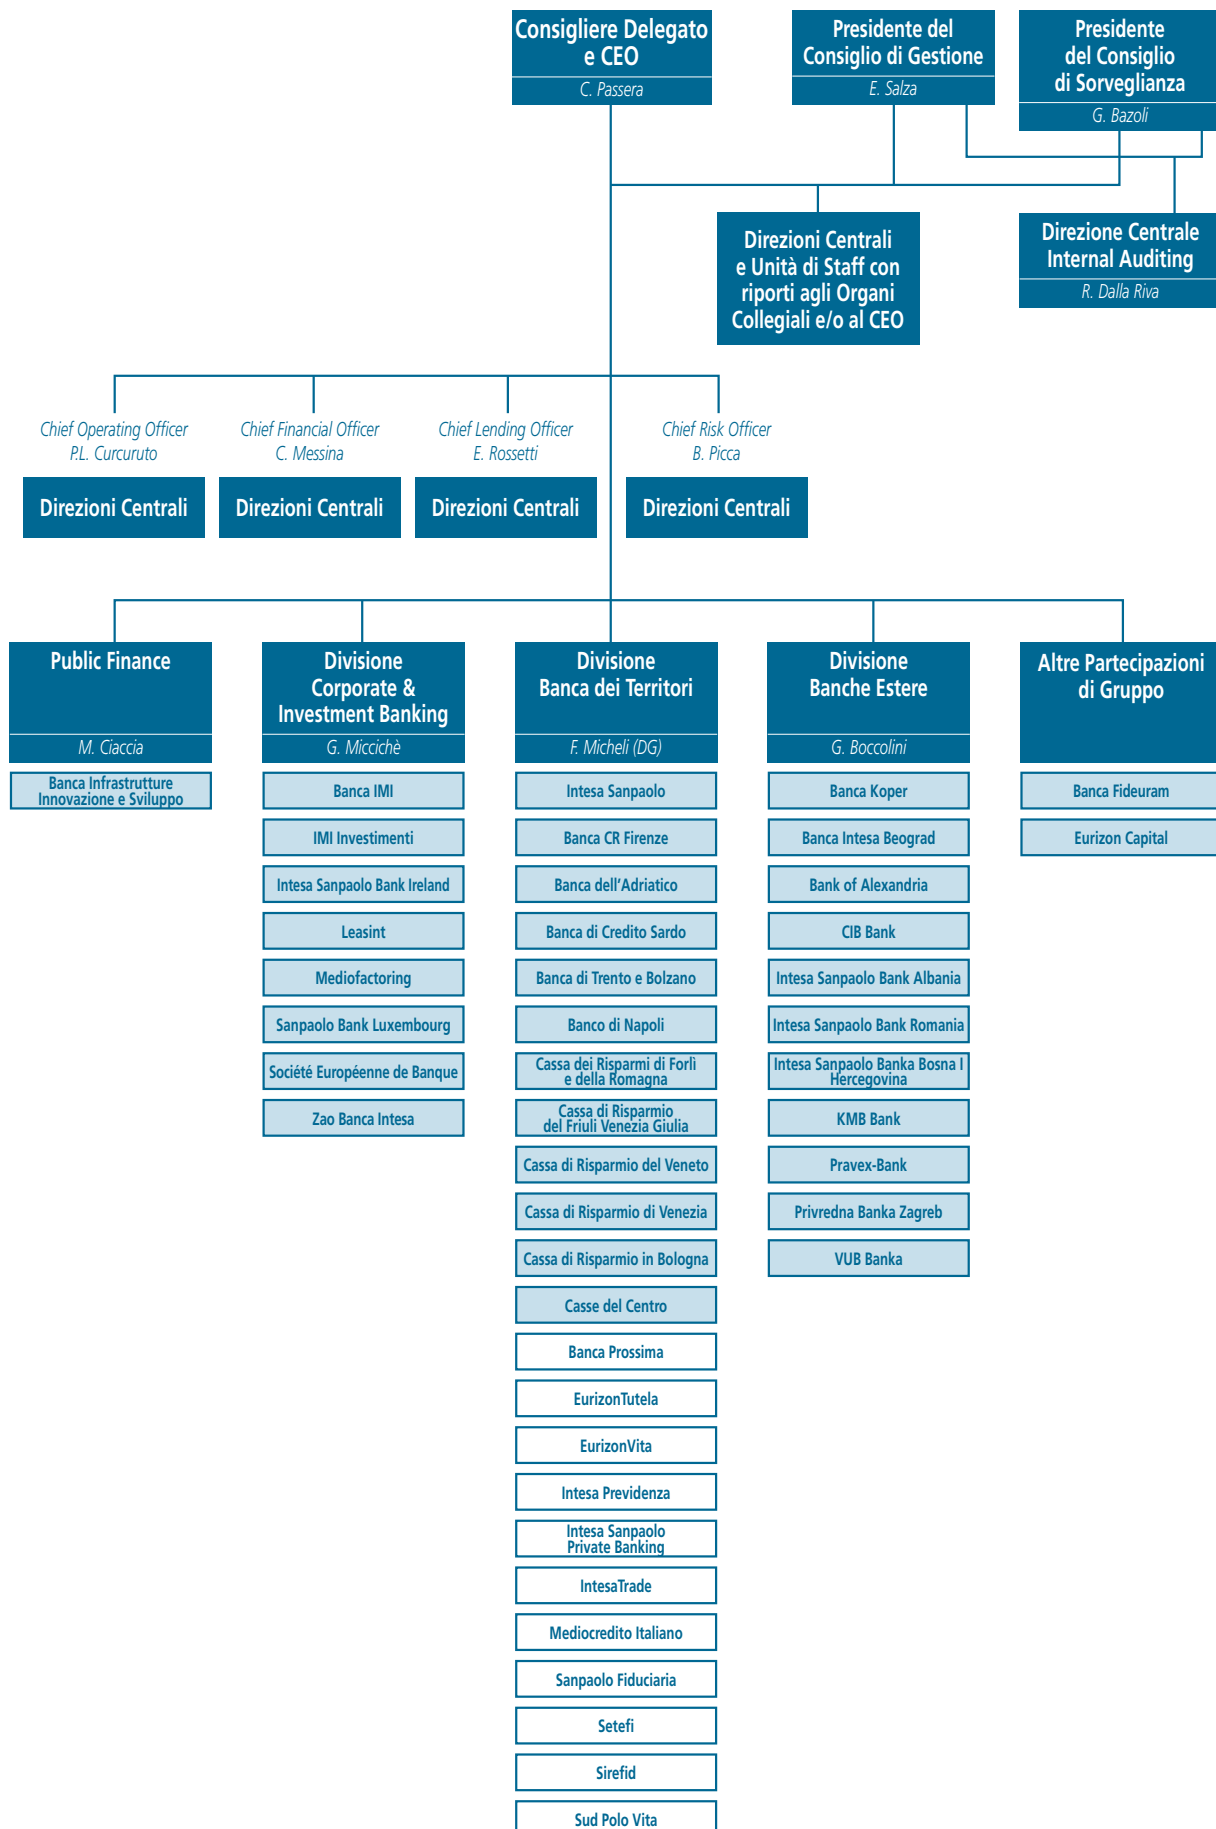 Consigliere Delegato
e CEO
C. Passera
Presidente del
Consiglio di Gestione
E. Salza
Presidente
del Consiglio
di Sorveglianza
G. Bazoli
Direzioni Centrali
e Unità di Staff con
riporti agli Organi
Collegiali e/o al CEO
Direzione Centrale
Internal Auditing
R. Dalla Riva
Chief Operating Officer
P.L. Curcuruto
Chief Financial Officer
C. Messina
Chief Lending Officer
E. Rossetti
Chief Risk Officer
B. Picca
Direzioni Centrali
Direzioni Centrali
Direzioni Centrali
Direzioni Centrali
Public Finance
M. Ciaccia
Banca Infrastrutture
Innovazione e Sviluppo
Divisione
Corporate &
Investment Banking
G. Miccichè
Banca IMI
IMI Investimenti
Intesa Sanpaolo Bank Ireland
Leasint
Mediofactoring
Sanpaolo Bank Luxembourg
Société Européenne de Banque
Zao Banca Intesa
Divisione
Banca dei Territori
F. Micheli (DG)
Intesa Sanpaolo
Banca CR Firenze
Banca dell'Adriatico
Banca di Credito Sardo
Banca di Trento e Bolzano
Banco di Napoli
Cassa dei Risparmi di Forlì
e della Romagna
Cassa di Risparmio
del Friuli Venezia Giulia
Cassa di Risparmio del Veneto
Cassa di Risparmio di Venezia
Cassa di Risparmio in Bologna
Casse del Centro
Banca Prossima
EurizonTutela
EurizonVita
Intesa Previdenza
Intesa Sanpaolo
Private Banking
IntesaTrade
Mediocredito Italiano
Sanpaolo Fiduciaria
Setefi
Sirefid
Sud Polo Vita
Divisione
Banche Estere
G. Boccolini
Banca Koper
Banca Intesa Beograd
Bank of Alexandria
CIB Bank
Intesa Sanpaolo Bank Albania
Intesa Sanpaolo Bank Romania
Intesa Sanpaolo Banka Bosna I
Hercegovina
KMB Bank
Pravex-Bank
Privredna Banka Zagreb
VUB Banka
Altre Partecipazioni
di Gruppo
Banca Fideuram
Eurizon Capital